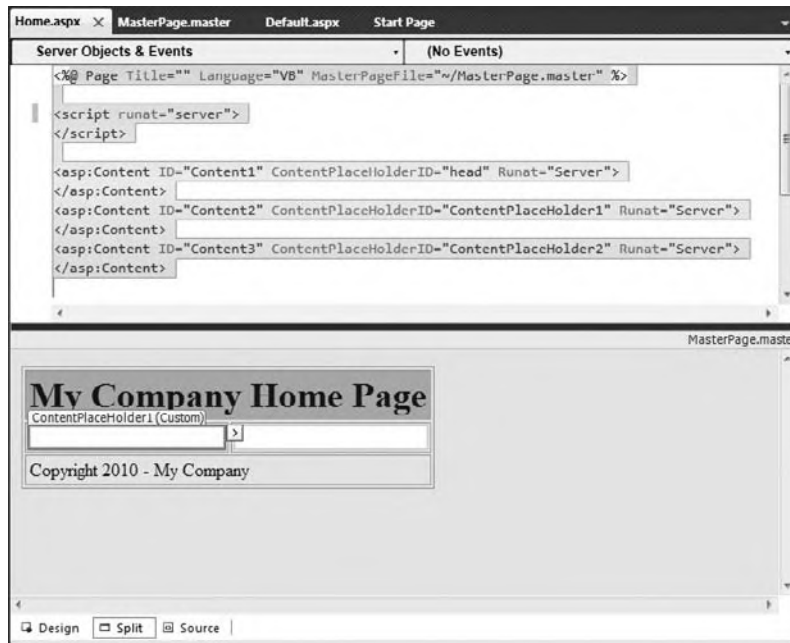 Home.aspx × MasterPage.master Default.aspx Start Page
Server Objects & Events (No Events)
<%@ Page Title="" Language="VB" MasterPageFile="~/MasterPage.master" %>
<script runat="server">
</script>
<asp:Content ID="Content1" ContentPlaceHolderID="head" Runat="Server">
</asp:Content>
<asp:Content ID="Content2" ContentPlaceHolderID="ContentPlaceHolder1" Runat="Server">
</asp:Content>
<asp:Content ID="Content3" ContentPlaceHolderID="ContentPlaceHolder2" Runat="Server">
</asp:Content>
MasterPage.maste
My Company Home Page
ContentPlaceHolder1 (Custom)
>
Copyright 2010 - My Company
Design Split Source